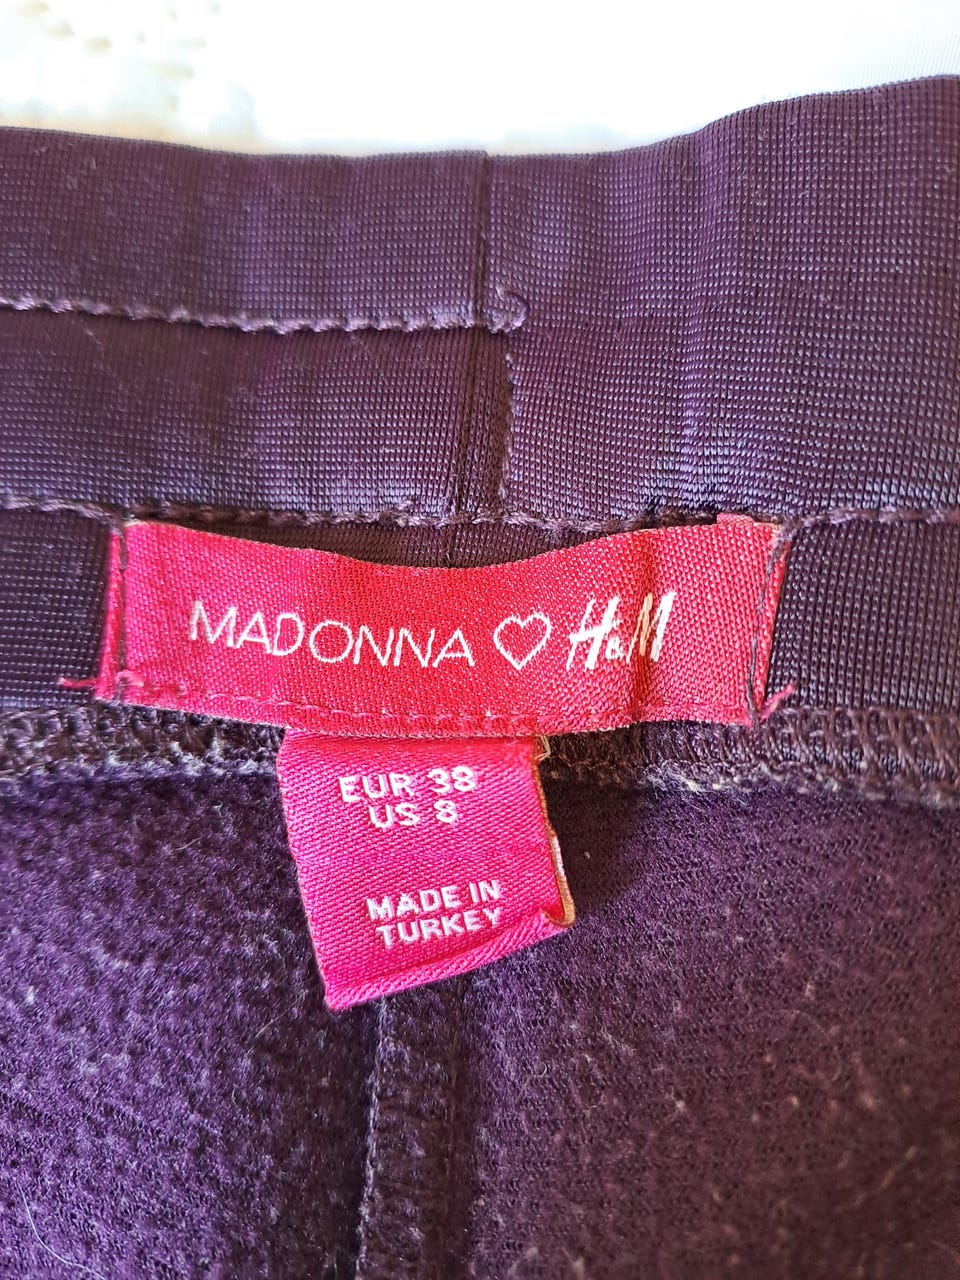 MADONNA ♡ H&M
EUR 38
US 8
MADE IN
TURKEY